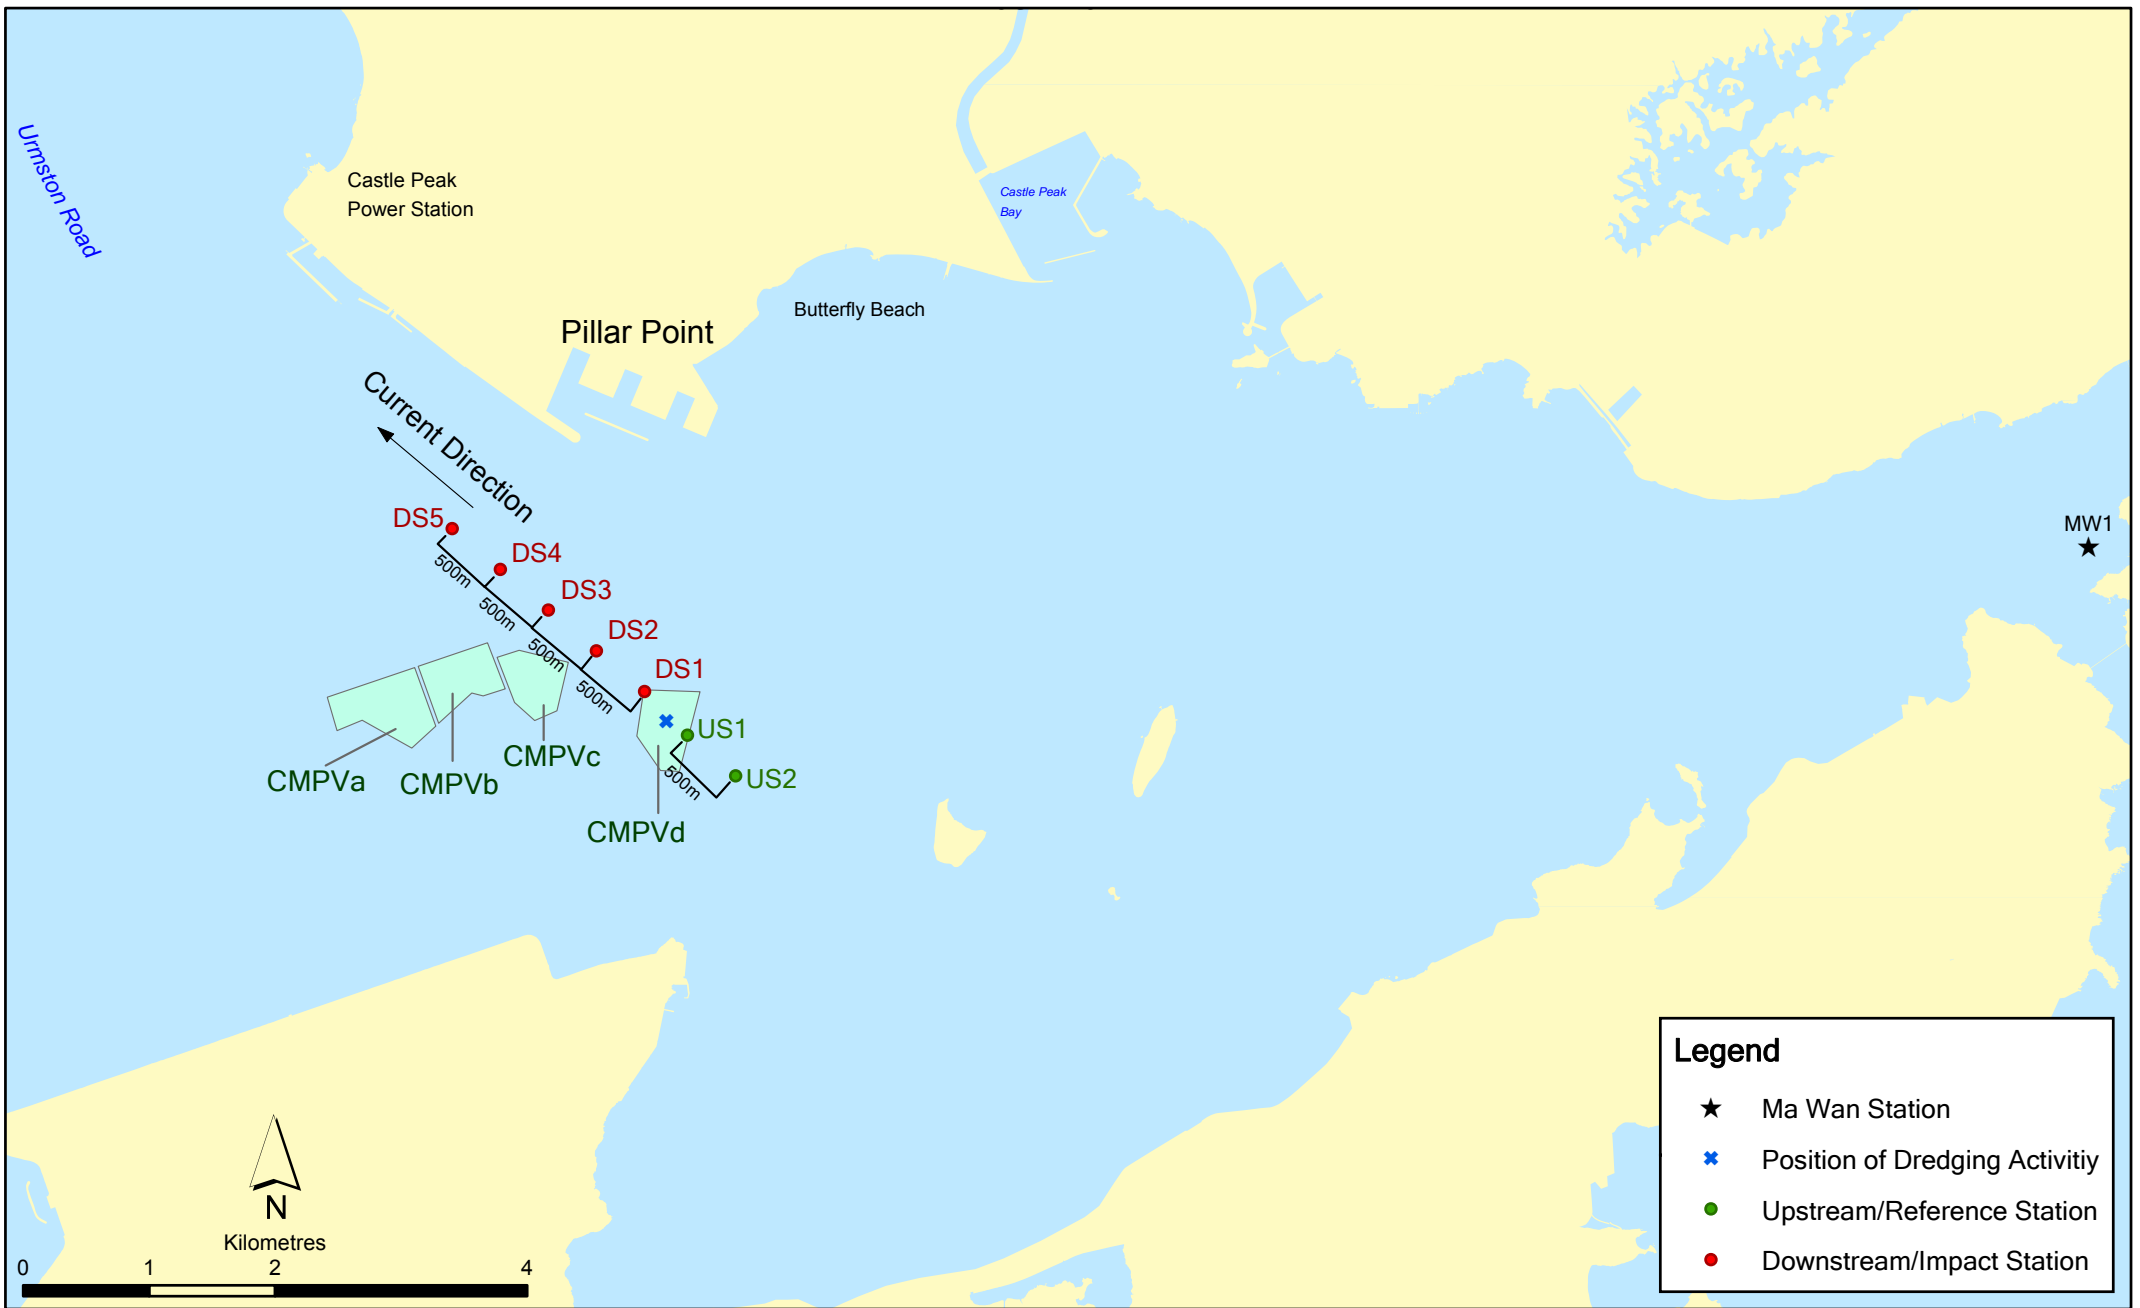 Urmston Road
Castle Peak
Power Station
Castle Peak
Bay
Butterfly Beach
Pillar Point
Current Direction
MW1
DS5
DS4
DS3
DS2
DS1
500m
500m
500m
500m
US1
US2
500m
CMPVa
CMPVb
CMPVc
CMPVd
N
Kilometres
0 1 2 4
Legend
Ma Wan Station
Position of Dredging Activitiy
Upstream/Reference Station
Downstream/Impact Station